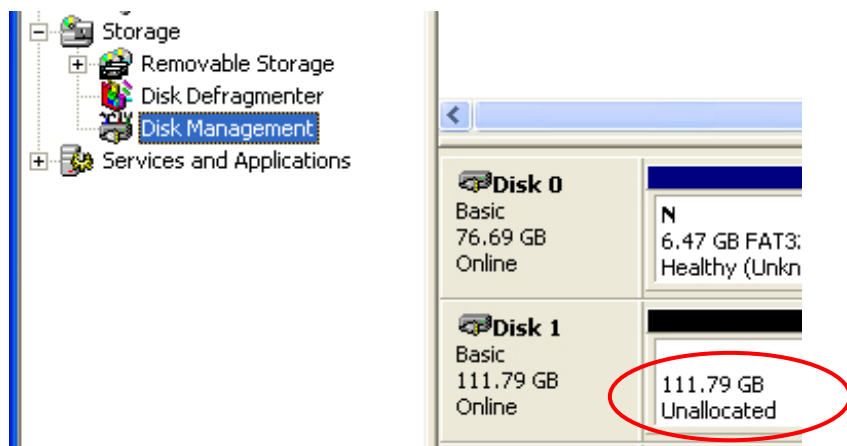 Storage
Removable Storage
Disk Defragmenter
Disk Management
Services and Applications
Disk 0
Basic
76.69 GB
Online
N
6.47 GB FAT3
Healthy (Unkn
Disk 1
Basic
111.79 GB
Online
111.79 GB
Unallocated